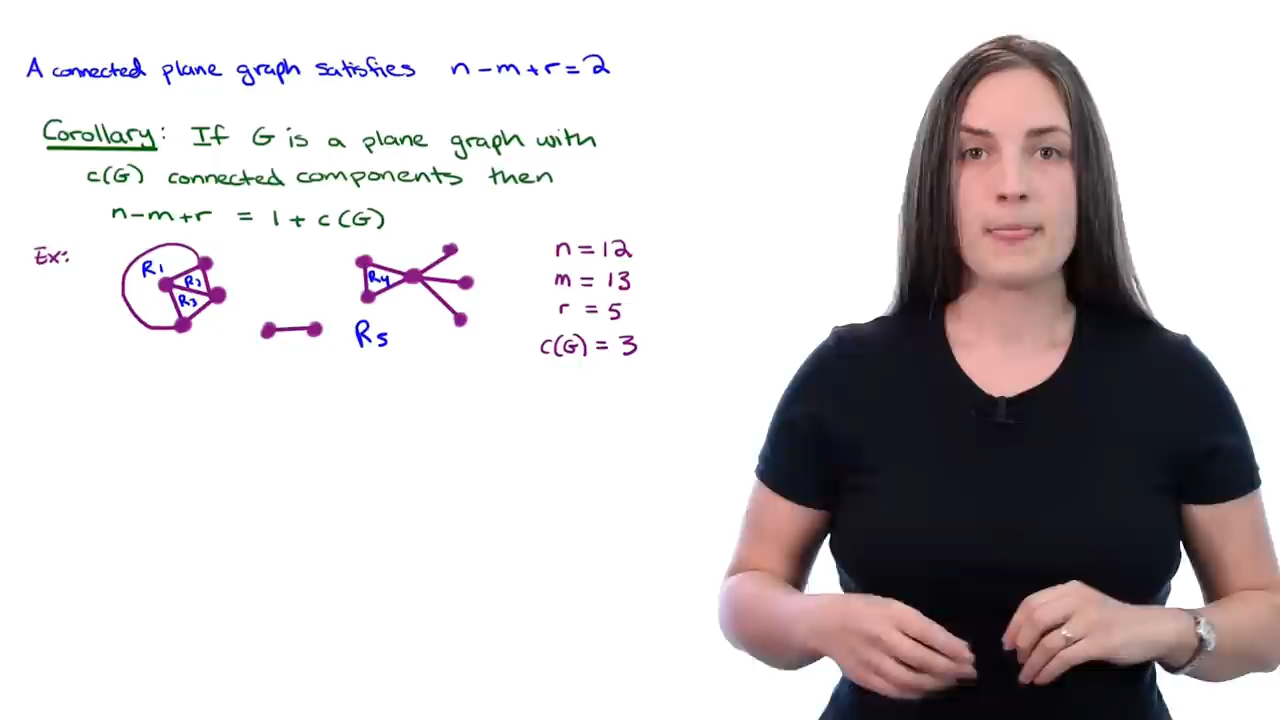 A connected plane graph satisfies n-m+r=2
Corollary: If G is a plane graph with
c(G) connected components then
n-m+r = 1 + c(G)
Ex:
R1 R2 R3
R4
R5
n = 12
m = 13
r = 5
c(G) = 3